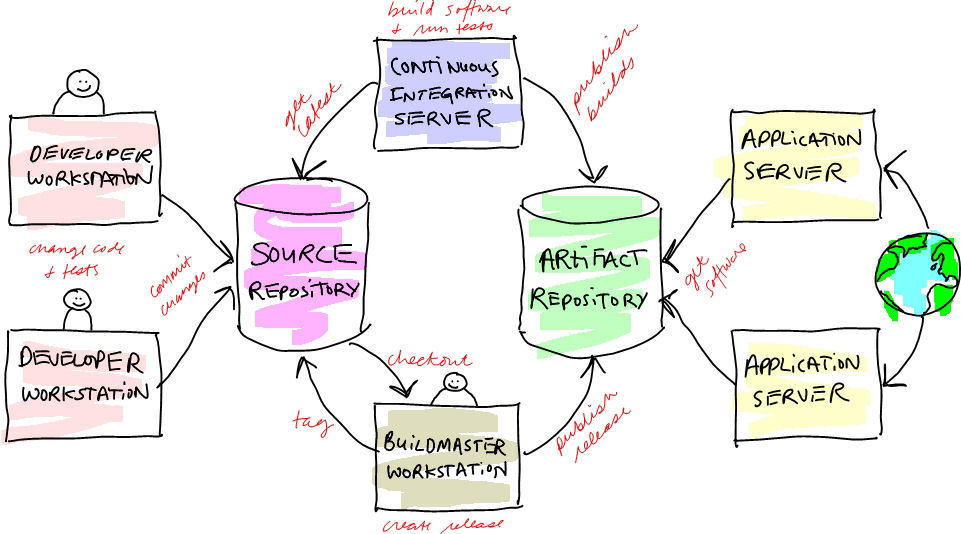 build software
& run tests
CONTINUOUS
INTEGRATION
SERVER
get
latest
publish
builds
DEVELOPER
WORKSTATION
change code
& tests
DEVELOPER
WORKSTATION
commit
changes
SOURCE
REPOSITORY
ARTIFACT
REPOSITORY
APPLICATION
SERVER
get
software
APPLICATION
SERVER
checkout
tag
BUILDMASTER
WORKSTATION
create release
publish
release